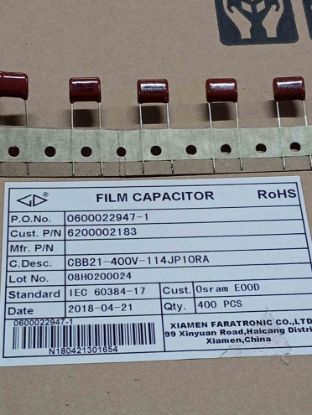 FILM CAPACITOR
RoHS
P.O.No. 0600022947-1
Cust. P/N 6200002183
Mfr. P/N
C.Desc. CBB21-400V-114JP10RA
Lot No. 08H0200024
Standard IEC 60384-17 Cust. Osram EOOD
Date 2018-04-21 Qty. 400 PCS
0600022947-1
N180421301654
XIAMEN FARATRONIC CO.,LTD
99 Xinyuan Road,Haicang Distri
Xiamen,China